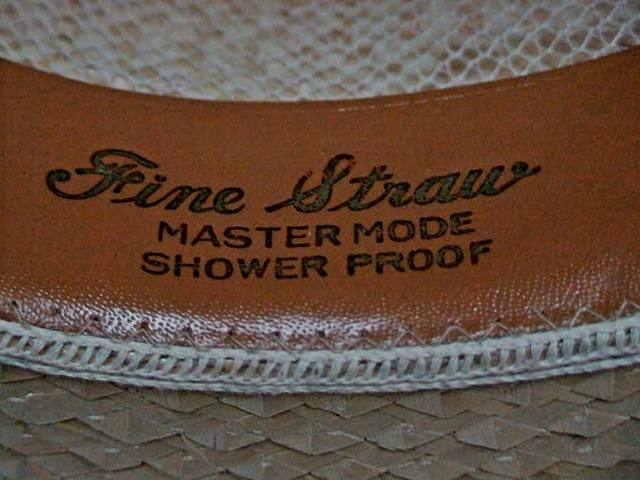 Fine Straw
MASTER MODE
SHOWER PROOF